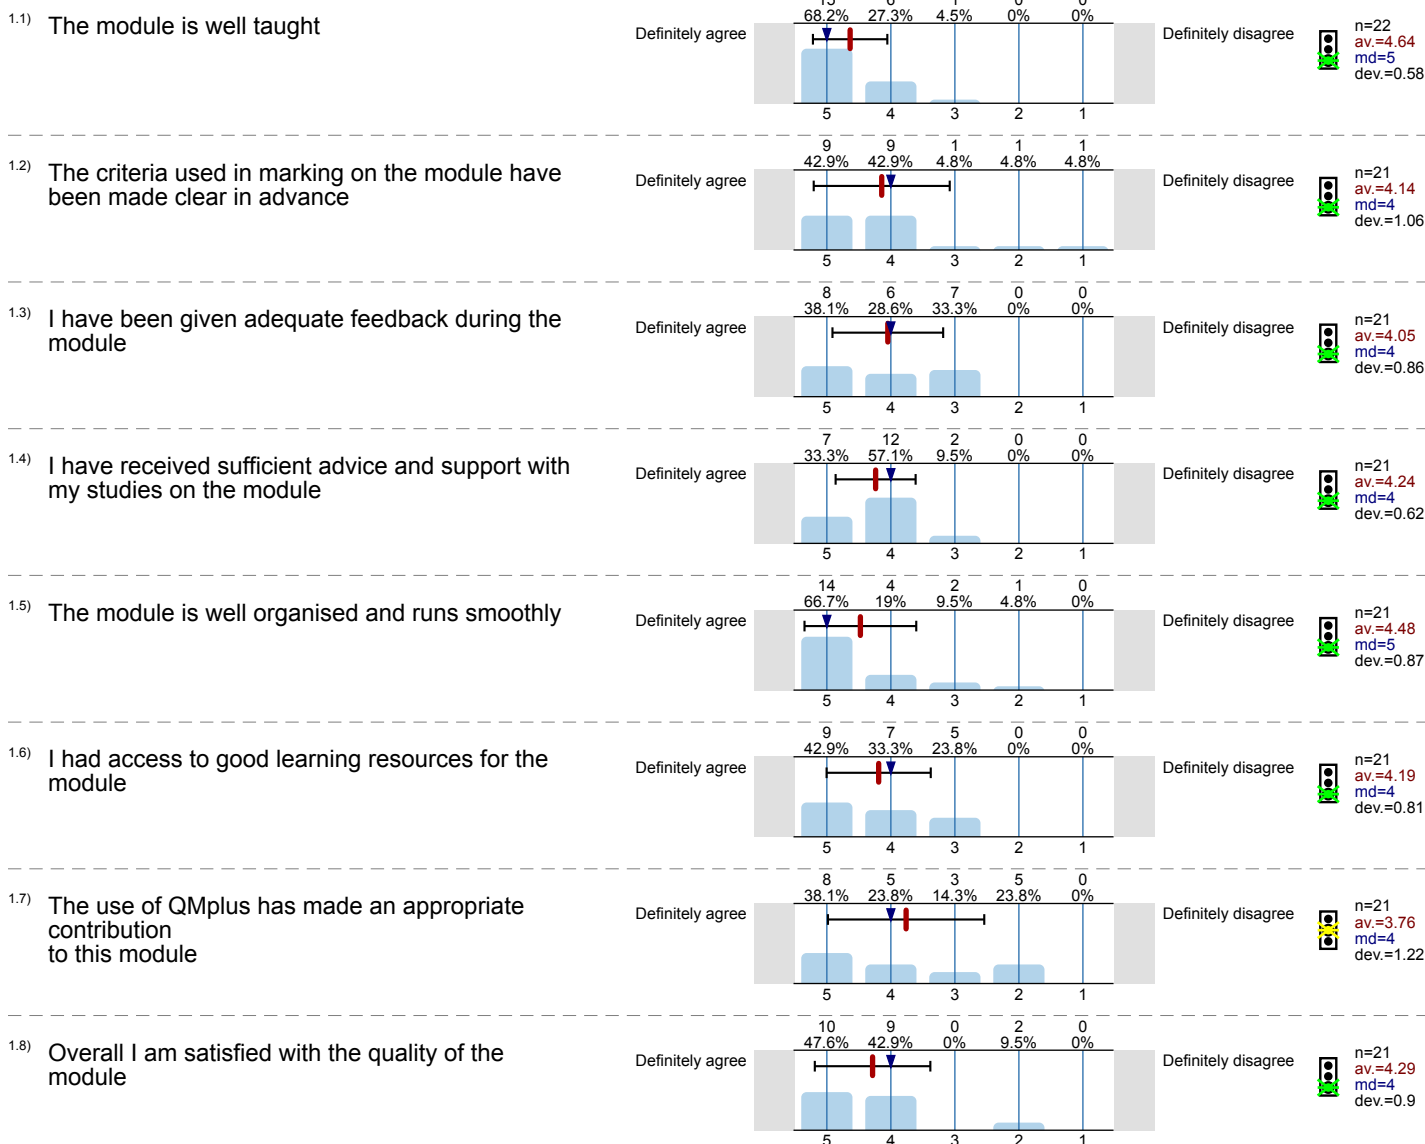 15 6 1 0 0
68.2% 27.3% 4.5% 0% 0%
1.1) The module is well taught
Definitely agree
Definitely disagree
n=22
av.=4.64
md=5
dev.=0.58
5 4 3 2 1
9 9 1 1 1
42.9% 42.9% 4.8% 4.8% 4.8%
1.2) The criteria used in marking on the module have
been made clear in advance
Definitely agree
Definitely disagree
n=21
av.=4.14
md=4
dev.=1.06
5 4 3 2 1
8 6 7 0 0
38.1% 28.6% 33.3% 0% 0%
1.3) I have been given adequate feedback during the
module
Definitely agree
Definitely disagree
n=21
av.=4.05
md=4
dev.=0.86
5 4 3 2 1
7 12 2 0 0
33.3% 57.1% 9.5% 0% 0%
1.4) I have received sufficient advice and support with
my studies on the module
Definitely agree
Definitely disagree
n=21
av.=4.24
md=4
dev.=0.62
5 4 3 2 1
14 4 2 1 0
66.7% 19% 9.5% 4.8% 0%
1.5) The module is well organised and runs smoothly
Definitely agree
Definitely disagree
n=21
av.=4.48
md=5
dev.=0.87
5 4 3 2 1
9 7 5 0 0
42.9% 33.3% 23.8% 0% 0%
1.6) I had access to good learning resources for the
module
Definitely agree
Definitely disagree
n=21
av.=4.19
md=4
dev.=0.81
5 4 3 2 1
8 5 3 5 0
38.1% 23.8% 14.3% 23.8% 0%
1.7) The use of QMplus has made an appropriate
contribution
to this module
Definitely agree
Definitely disagree
n=21
av.=3.76
md=4
dev.=1.22
5 4 3 2 1
10 9 0 2 0
47.6% 42.9% 0% 9.5% 0%
1.8) Overall I am satisfied with the quality of the
module
Definitely agree
Definitely disagree
n=21
av.=4.29
md=4
dev.=0.9
5 4 3 2 1